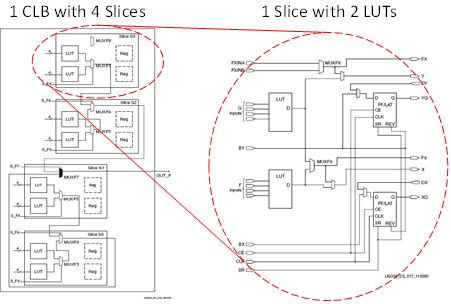 1 CLB with 4 Slices
1 Slice with 2 LUTs
Slice S3
MUXF8
LUT
Reg
MUXF5
LUT
Reg
Slice S2
MUXF6
LUT
Reg
MUXF5
LUT
Reg
Slice S1
MUXF7
LUT
Reg
MUXF5
LUT
Reg
OUT_F
Slice S0
MUXF6
LUT
Reg
MUXF5
LUT
Reg
FXINA
FXINB
MUXFX
FX
Y
DY
LUT
G
inputs
D
D
Q
YQ
FF/LAT
CE
CLK
SR
REV
BY
MUXF5
F5
LUT
F
inputs
D
X
DX
D
Q
XQ
FF/LAT
CE
CLK
SR
REV
BX
CE
CLK
SR